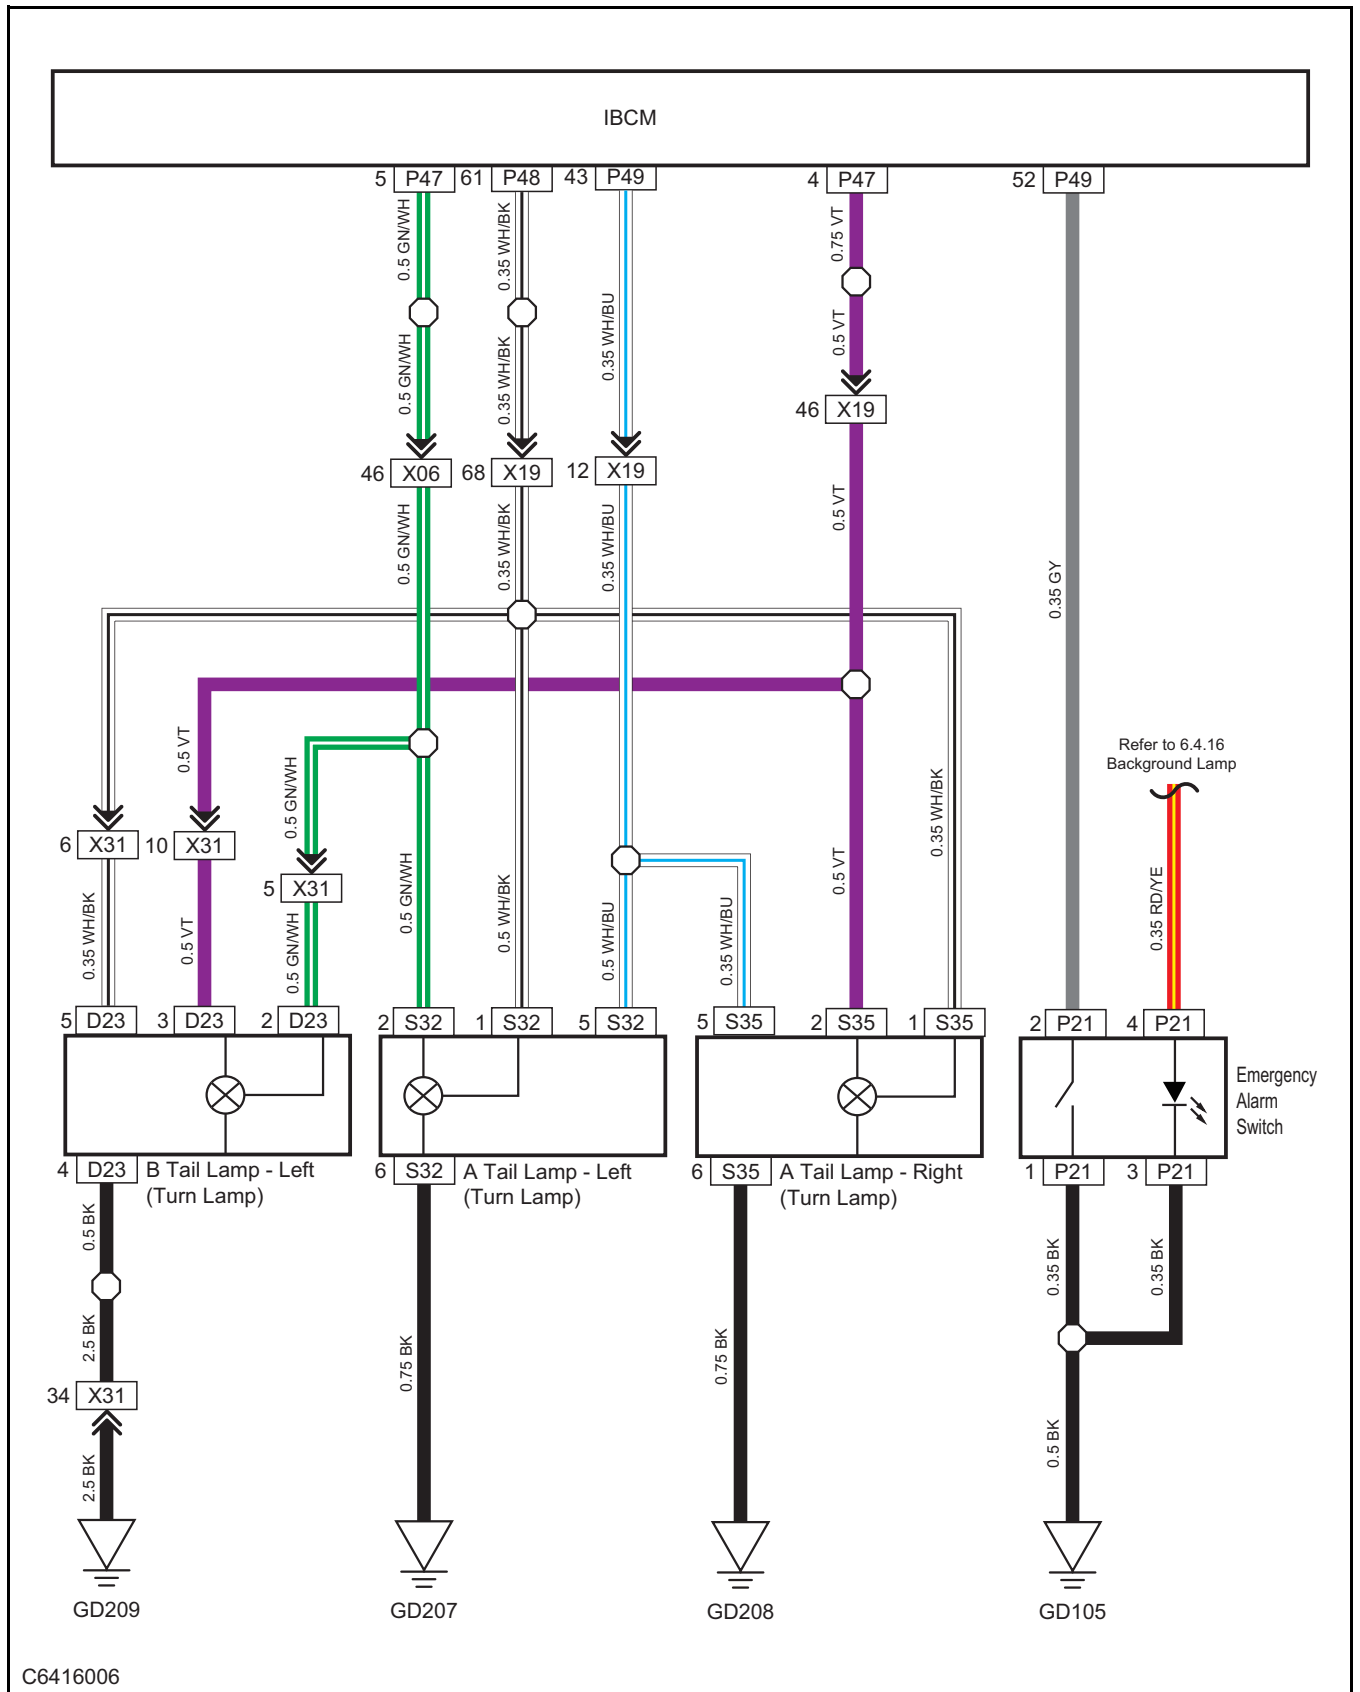 IBCM
5 P47 61 P48 43 P49 4 P47 52 P49
0.5 GN/WH
0.35 WH/BK
0.75 VT
0.5 GN/WH
0.35 WH/BK
0.35 WH/BU
0.5 VT
46 X19
46 X06 68 X19 12 X19
0.5 GN/WH
0.35 WH/BK
0.35 WH/BU
0.5 VT
0.35 GY
0.5 VT
0.5 GN/WH
0.35 WH/BK
Refer to 6.4.16
Background Lamp
6 X31 10 X31
5 X31
0.35 WH/BK
0.5 VT
0.5 GN/WH
0.5 GN/WH
0.5 WH/BK
0.5 WH/BU
0.35 WH/BU
0.5 VT
0.35 RD/YE
5 D23 3 D23 2 D23 2 S32 1 S32 5 S32 5 S35 2 S35 1 S35 2 P21 4 P21
Emergency
Alarm
Switch
4 D23 B Tail Lamp - Left
(Turn Lamp)
6 S32 A Tail Lamp - Left
(Turn Lamp)
6 S35 A Tail Lamp - Right
(Turn Lamp)
1 P21 3 P21
0.5 BK
0.35 BK
0.35 BK
2.5 BK
0.75 BK
0.75 BK
34 X31
2.5 BK
0.5 BK
GD209
GD207
GD208
GD105
C6416006